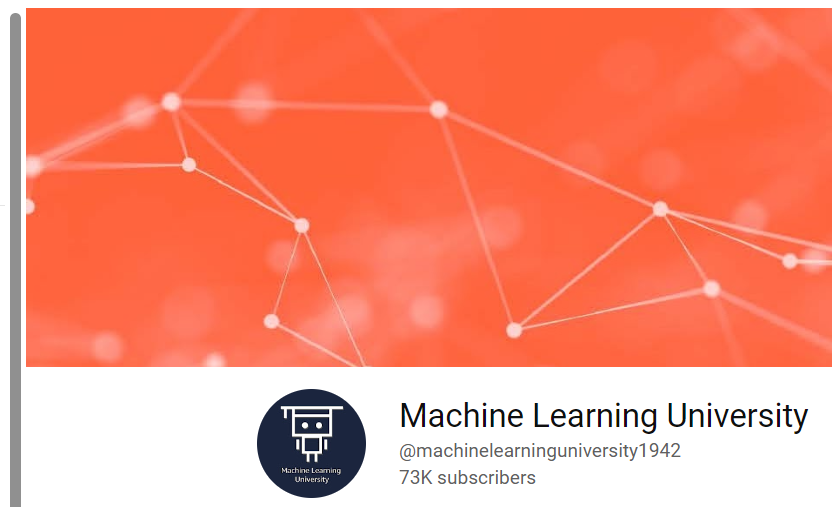 Machine Learning University
@machinelearninguniversity1942
73K subscribers
Machine Learning
University